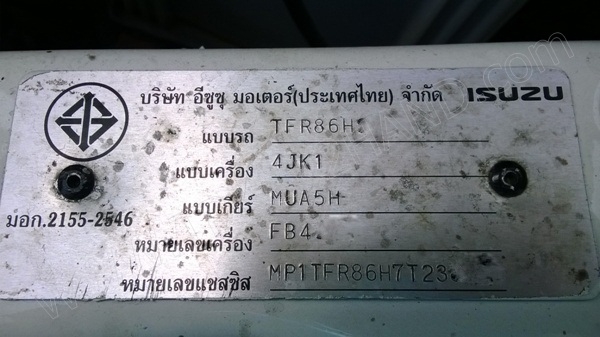 บริษัท อีซูซุ มอเตอร์(ประเทศไทย) จำกัด ISUZU
แบบรถ TFR86H
แบบเครื่อง 4JK1
แบบเกียร์ MUA5H
มอก.2155-2546
หมายเลขเครื่อง FB4
หมายเลขแชสซิส MP1TFR86H7T23